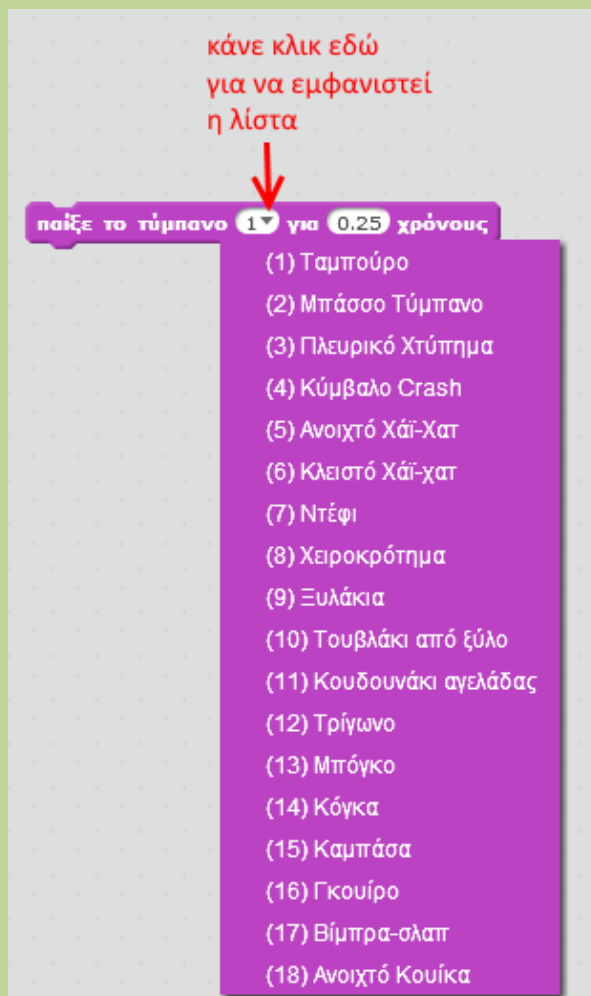 κάνε κλικ εδώ
για να εμφανιστεί
η λίστα
παίξε το τύμπανο 1 για 0.25 χρόνους
(1) Ταμπούρο
(2) Μπάσσο Τύμπανο
(3) Πλευρικό Χτύπημα
(4) Κύμβαλο Crash
(5) Ανοιχτό Χάϊ-Χατ
(6) Κλειστό Χάϊ-χατ
(7) Ντέφι
(8) Χειροκρότημα
(9) Ξυλάκια
(10) Τουβλάκι από ξύλο
(11) Κουδουνάκι αγελάδας
(12) Τρίγωνο
(13) Μπόγκο
(14) Κόγκα
(15) Καμπάσα
(16) Γκουίρο
(17) Βίμπρα-σλαπ
(18) Ανοιχτό Κουίκα